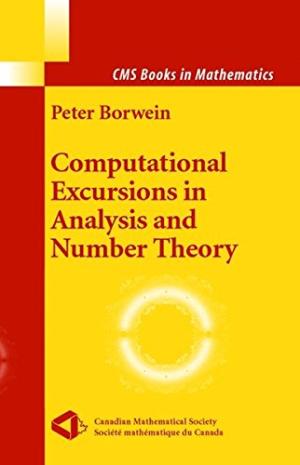 CMS Books in Mathematics
Peter Borwein
Computational
Excursions in
Analysis and
Number Theory
Canadian Mathematical Society
Société mathématique du Canada